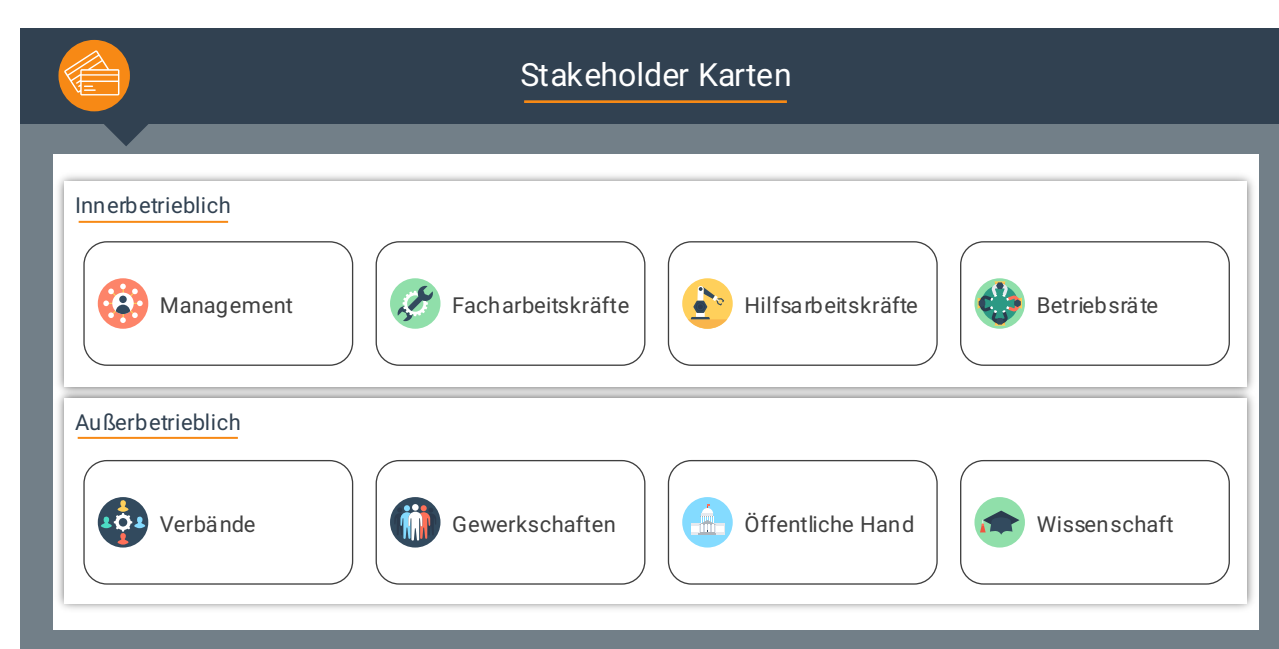 Stakeholder Karten
Innerbetrieblich
Management
Facharbeitskräfte
Hilfsarbeitskräfte
Betriebsräte
Außerbetrieblich
Verbände
Gewerkschaften
Öffentliche Hand
Wissenschaft